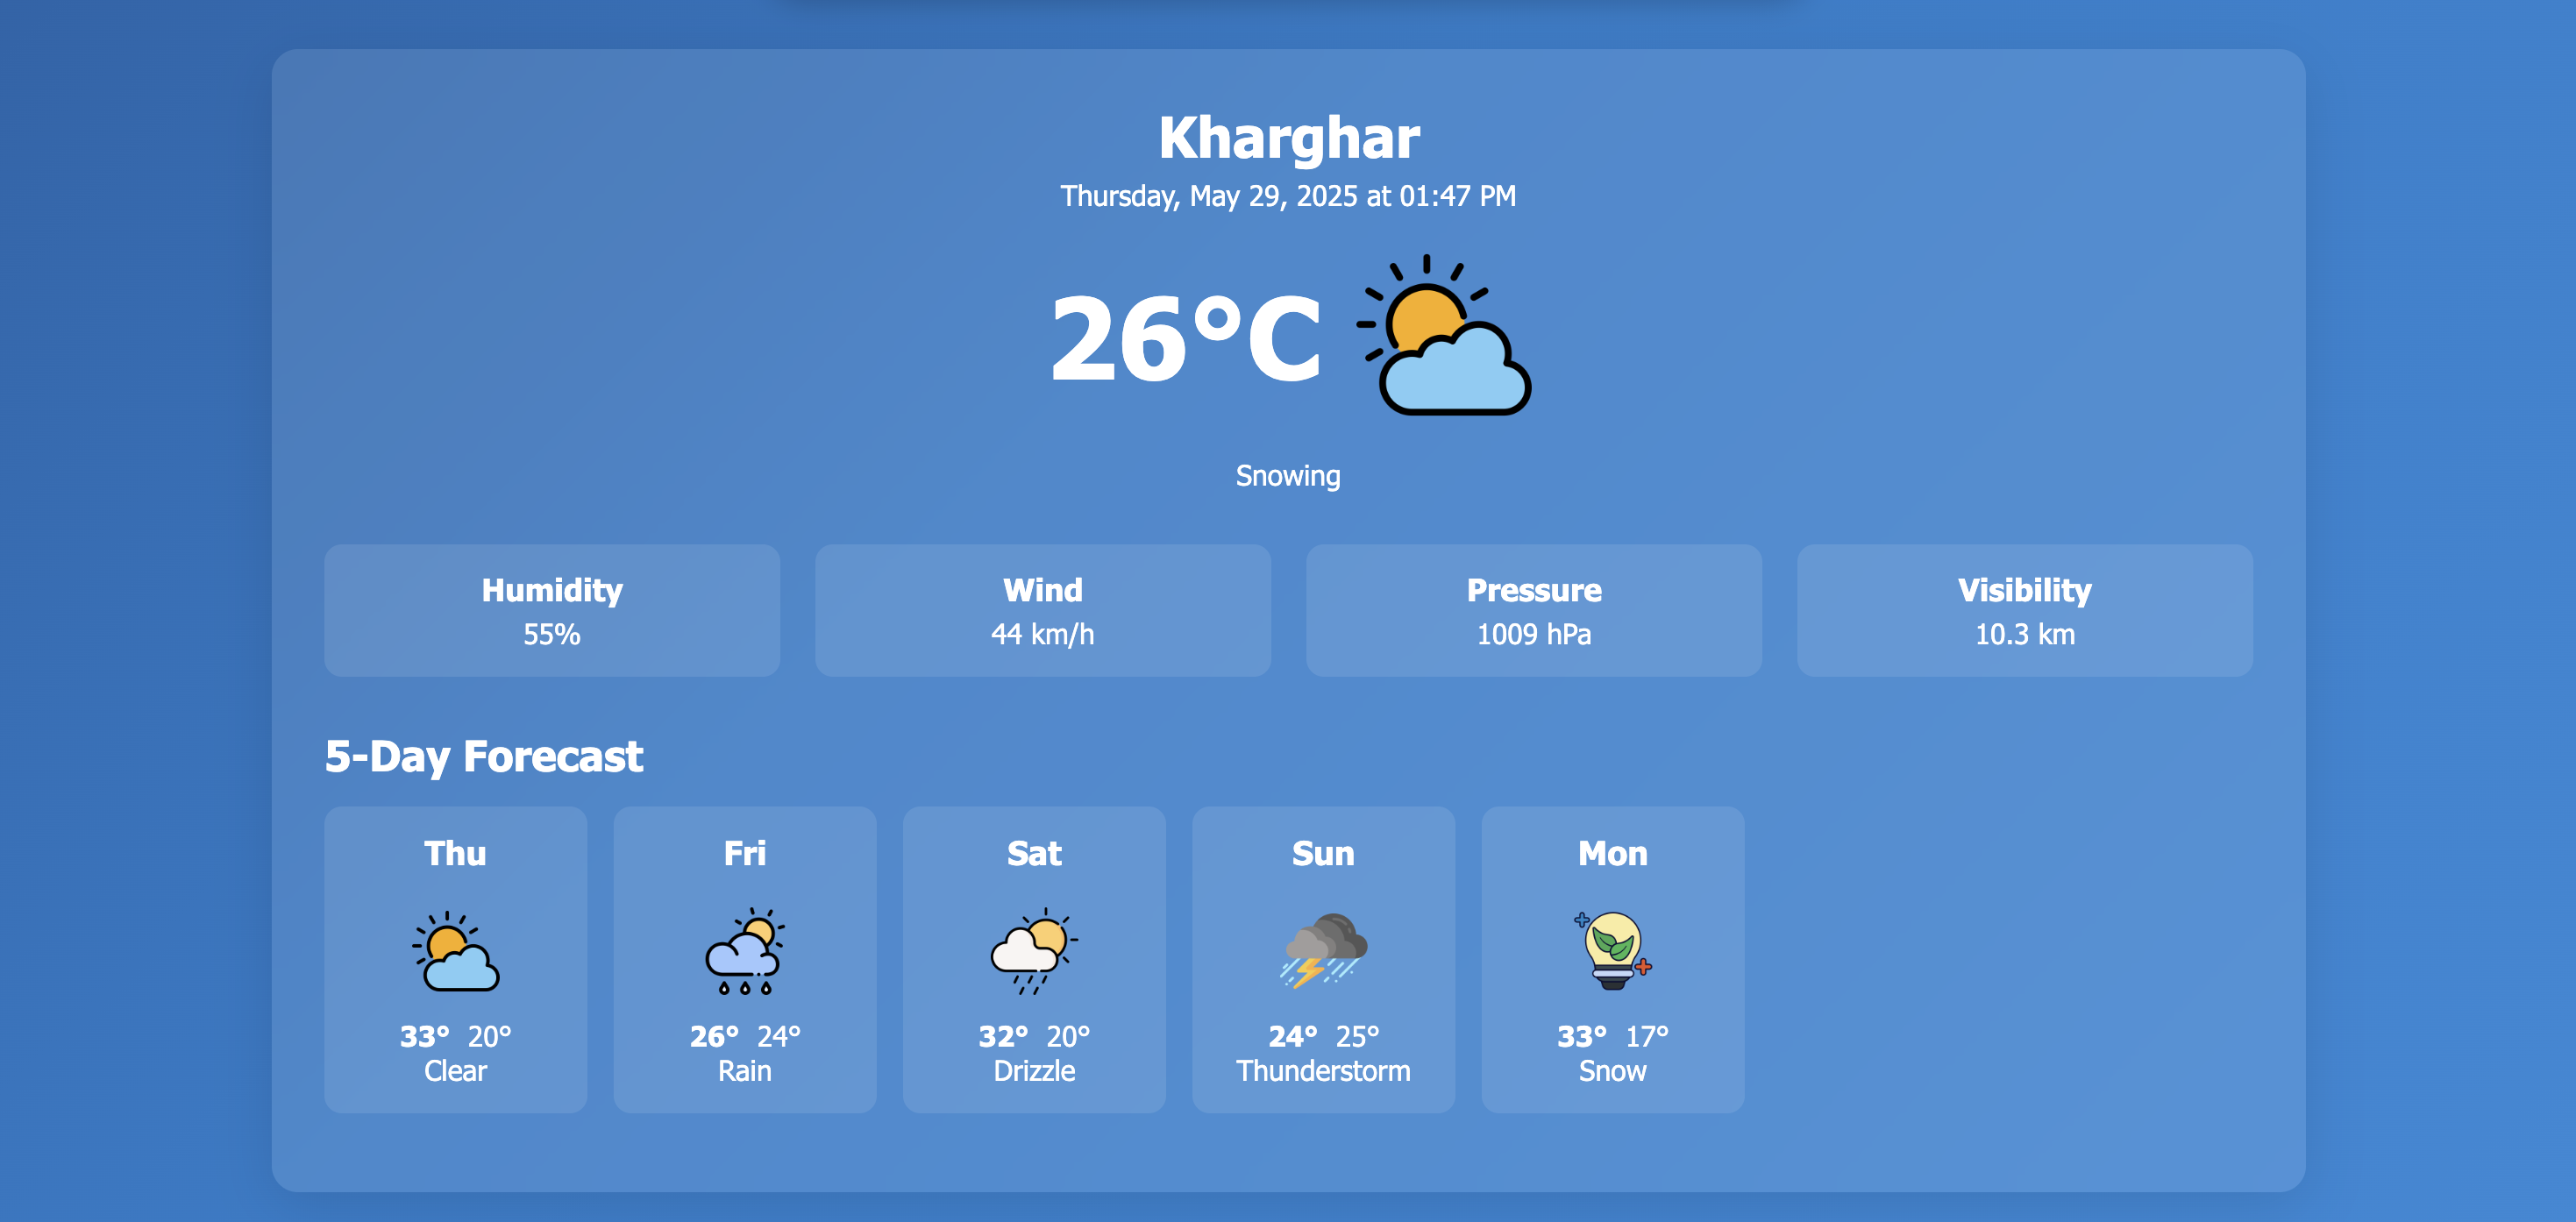 Kharghar
Thursday, May 29, 2025 at 01:47 PM
26°C
Snowing
Humidity
55%
Wind
44 km/h
Pressure
1009 hPa
Visibility
10.3 km
5-Day Forecast
Thu
33° 20°
Clear
Fri
26° 24°
Rain
Sat
32° 20°
Drizzle
Sun
24° 25°
Thunderstorm
Mon
33° 17°
Snow